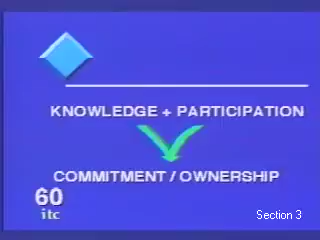 KNOWLEDGE + PARTICIPATION
COMMITMENT / OWNERSHIP
60
itc
Section 3